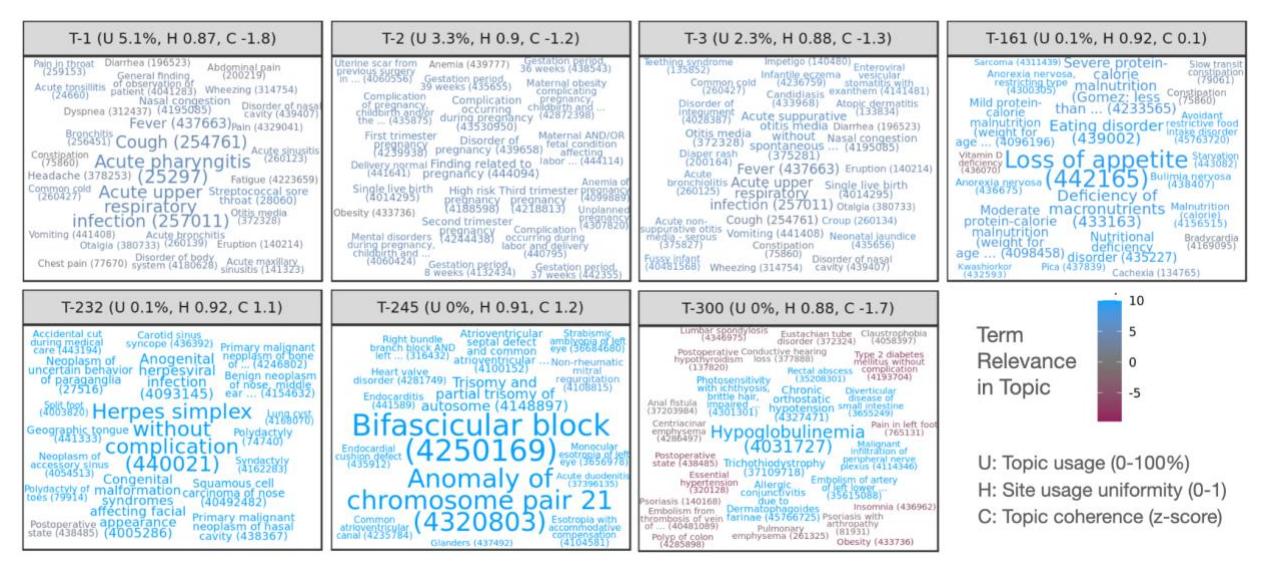 T-1 (U 5.1%, H 0.87, C -1.8)
Pain in throat
(259153)
Diarrhea (196523)
Abdominal pain
(200219)
General finding
of observation of
patient (4041283)
Acute tonsillitis
(24660)
Wheezing (314754)
Nasal congestion
(4195085)
Dyspnea (312437)
Disorder of nasal
cavity (439407)
Fever (437663)
Pain (4329041)
Bronchitis
(256451)
Cough (254761)
Constipation
(75860)
Acute sinusitis
(260123)
Acute pharyngitis
(25297)
Headache (378253)
Fatigue (4223659)
Common cold
(260427)
Acute upper
respiratory
infection (257011)
Streptococcal sore
throat (28060)
Otitis media
(372328)
Vomiting (441408)
Acute bronchitis
(260139)
Otalgia (380733)
Eruption (140214)
Chest pain (77670)
Disorder of body
system (4180628)
Acute maxillary
sinusitis (141323)
T-2 (U 3.3%, H 0.9, C -1.2)
Uterine scar from
previous surgery
in ... (4060556)
Anemia (439777)
Gestation period,
36 weeks (438543)
Gestation period,
39 weeks (435655)
Maternal obesity
complicating
pregnancy,
childbirth and ...
(42872398)
Complication
of pregnancy,
childbirth and/or
the ... (435875)
Complication
occurring
during pregnancy
(43530950)
First trimester
pregnancy
(4239938)
Disorder of
pregnancy (439658)
Maternal AND/OR
fetal condition
affecting
labor ... (444114)
Delivery normal
(441641)
Finding related to
pregnancy (444094)
Single live birth
(4014295)
High risk
pregnancy
(4188598)
Third trimester
pregnancy
(4218813)
Anemia of
pregnancy
(4099889)
Obesity (433736)
Unplanned
pregnancy
(4307820)
Second trimester
pregnancy
(4244438)
Mental disorders
during pregnancy,
childbirth and ...
(4060424)
Complication
occurring during
labor and delivery
(440795)
Gestation period,
8 weeks (4132434)
Gestation period,
37 weeks (442355)
T-3 (U 2.3%, H 0.88, C -1.3)
Teething syndrome
(135852)
Impetigo (140480)
Enteroviral
vesicular
stomatitis with
exanthem (4141481)
Infantile eczema
(4236759)
Common cold
(260427)
Candidiasis
(433968)
Disorder of
integument
(4028387)
Atopic dermatitis
(133834)
Acute suppurative
otitis media
without
spontaneous ...
(375281)
Otitis media
(372328)
Diarrhea (196523)
Nasal congestion
(4195085)
Diaper rash
(200164)
Fever (437663)
Eruption (140214)
Acute
bronchiolitis
(260125)
Acute upper
respiratory
infection (257011)
Single live birth
(4014295)
Otalgia (380733)
Cough (254761)
Croup (260134)
Acute non-
suppurative otitis
media - serous
(375827)
Vomiting (441408)
Neonatal jaundice
(435656)
Constipation
(75860)
Fussy infant
(40481568)
Wheezing (314754)
Disorder of nasal
cavity (439407)
T-161 (U 0.1%, H 0.92, C 0.1)
Sarcoma (4311439)
Severe protein-
calorie
malnutrition
(Gomez: less
than ... (4233565)
Slow transit
constipation
(79061)
Anorexia nervosa,
restricting type
(4300305)
Constipation
(75860)
Mild protein-
calorie
malnutrition
(weight for
age ... (4096196)
Eating disorder
(439002)
Avoidant
restrictive food
intake disorder
(45763720)
Vitamin D
deficiency
(436070)
Loss of appetite
(442165)
Starvation
(443082)
Anorexia nervosa
(436675)
Bulimia nervosa
(438407)
Deficiency of
macronutrients
(433163)
Moderate
protein-calorie
malnutrition
(weight for
age ... (4098458)
Malnutrition
(calorie)
(4156515)
Nutritional
deficiency
disorder (435227)
Bradycardia
(4169095)
Kwashiorkor
(432593)
Pica (437839)
Cachexia (134765)
T-232 (U 0.1%, H 0.92, C 1.1)
Accidental cut
during medical
care (443194)
Carotid sinus
syncope (436392)
Primary malignant
neoplasm of bone
of ... (4246802)
Neoplasm of
uncertain behavior
of paraganglia
(27516)
Anogenital
herpesviral
infection
(4093145)
Benign neoplasm
of nose, middle
ear ... (4154632)
Split foot
(4003820)
Herpes simplex
without
complication
(440021)
Lung cyst
(4168070)
Geographic tongue
(441333)
Polydactyly
(74740)
Neoplasm of
accessory sinus
(4054513)
Syndactyly
(4162283)
Polydactyly of
toes (79914)
Congenital
malformation
syndromes
affecting facial
appearance
(4005286)
Squamous cell
carcinoma of nose
(40492482)
Postoperative
state (438485)
Primary malignant
neoplasm of nasal
cavity (438367)
T-245 (U 0%, H 0.91, C 1.2)
Right bundle
branch block AND
left ... (316432)
Atrioventricular
septal defect
and common
atrioventricular ...
(4100152)
Strabismic
amblyopia of left
eye (36684680)
Heart valve
disorder (4281749)
Non-rheumatic
mitral
regurgitation
(4108815)
Trisomy and
partial trisomy of
autosome (4148897)
Endocarditis
(441589)
Bifascicular block
(4250169)
Endocardial
cushion defect
(435912)
Monocular
esotropia of left
eye (3656978)
Anomaly of
chromosome pair 21
(4320803)
Acute duodenitis
(37396135)
Common
atrioventricular
canal (4235784)
Esotropia with
accommodative
compensation
(4104581)
Glanders (437492)
T-300 (U 0%, H 0.88, C -1.7)
Lumbar spondylosis
(4346975)
Eustachian tube
disorder (372324)
Claustrophobia
(4058397)
Postoperative
hypothyroidism
(137820)
Conductive hearing
loss (377888)
Type 2 diabetes
mellitus without
complication
(4193704)
Rectal abscess
(35208301)
Photosensitivity
with ichthyosis,
brittle hair,
impaired ...
(4301301)
Chronic
orthostatic
hypotension
(4327471)
Diverticular
disease of
small intestine
(3655249)
Anal fistula
(37203984)
Centriacinar
emphysema
(4286497)
Hypoglobulinemia
(4031727)
Pain in left foot
(765131)
Postoperative
state (438485)
Malignant
infiltration of
peripheral nerve
plexus (4114346)
Trichothiodystrophy
(37109718)
Essential
hypertension
(320128)
Allergic
conjunctivitis
due to
Dermatophagoides
farinae (45766725)
Embolism of artery
of left lower ...
(35615088)
Psoriasis (140168)
Insomnia (436962)
Embolism from
thrombosis of vein
of ... (40481089)
Psoriasis with
arthropathy
(81931)
Polyp of colon
(4285898)
Pulmonary
emphysema (261325)
Obesity (433736)
Term
Relevance
in Topic
10
5
0
-5
U: Topic usage (0-100%)
H: Site usage uniformity (0-1)
C: Topic coherence (z-score)